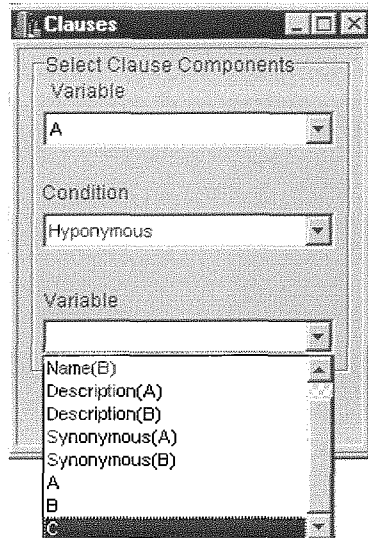 Clauses
Select Clause Components
Variable
A
Condition
Hyponymous
Variable
Name(B)
Description(A)
Description(B)
Synonymous(A)
Synonymous(B)
A
B
C